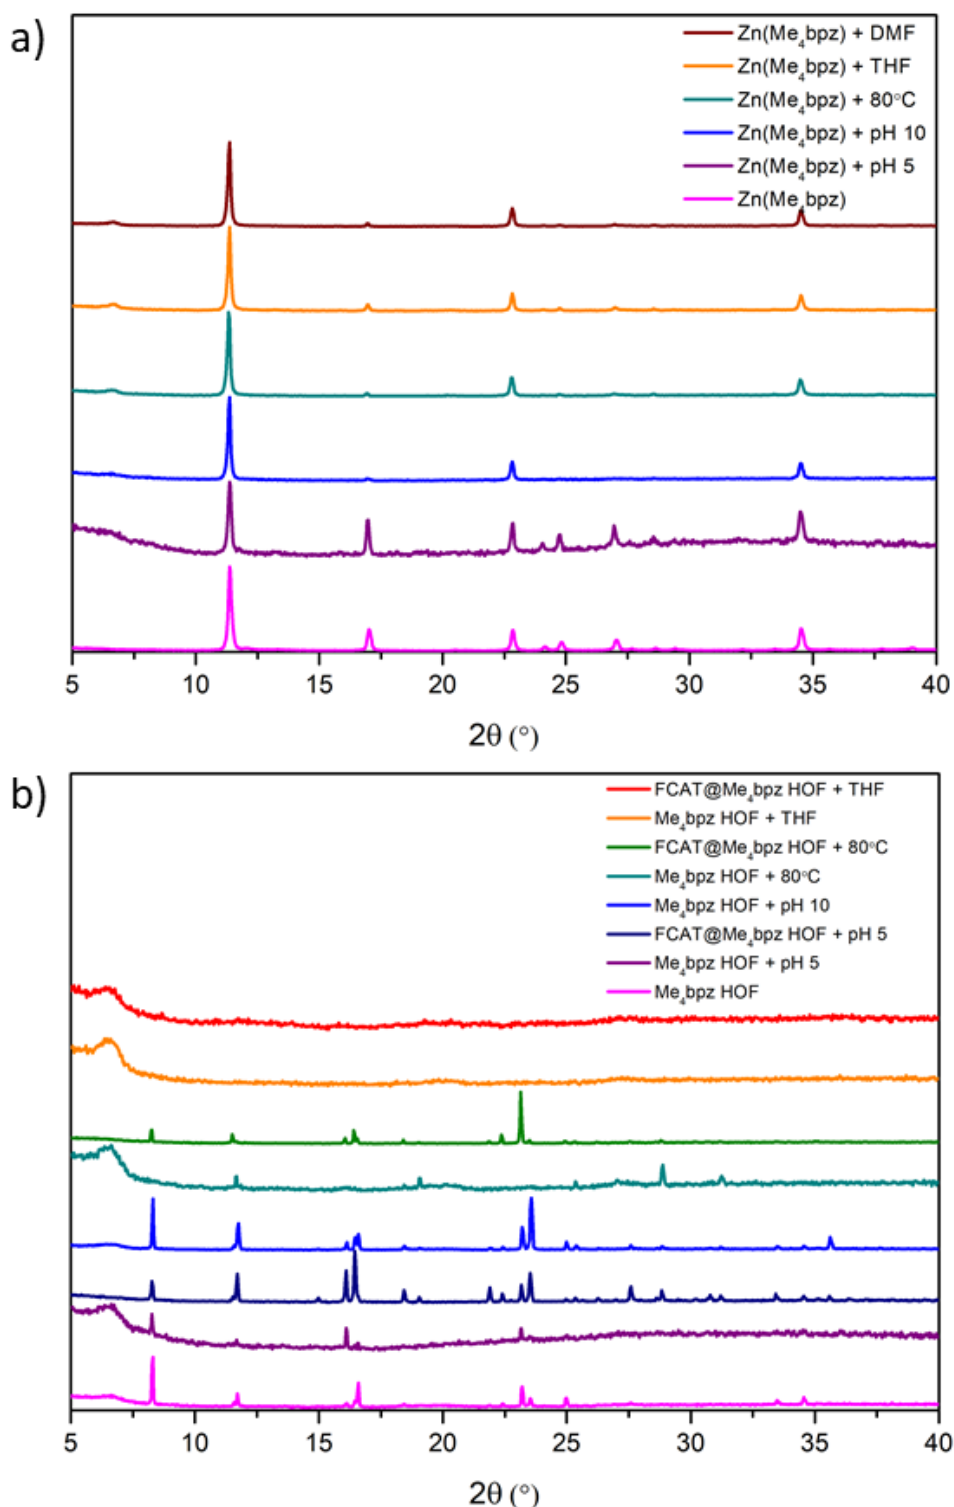 a)
Zn(Me₄bpz) + DMF
Zn(Me₄bpz) + THF
Zn(Me₄bpz) + 80°C
Zn(Me₄bpz) + pH 10
Zn(Me₄bpz) + pH 5
Zn(Me₄bpz)
5 10 15 20 25 30 35 40
2θ (°)
b)
FCAT@Me₄bpz HOF + THF
Me₄bpz HOF + THF
FCAT@Me₄bpz HOF + 80°C
Me₄bpz HOF + 80°C
Me₄bpz HOF + pH 10
FCAT@Me₄bpz HOF + pH 5
Me₄bpz HOF + pH 5
Me₄bpz HOF
5 10 15 20 25 30 35 40
2θ (°)